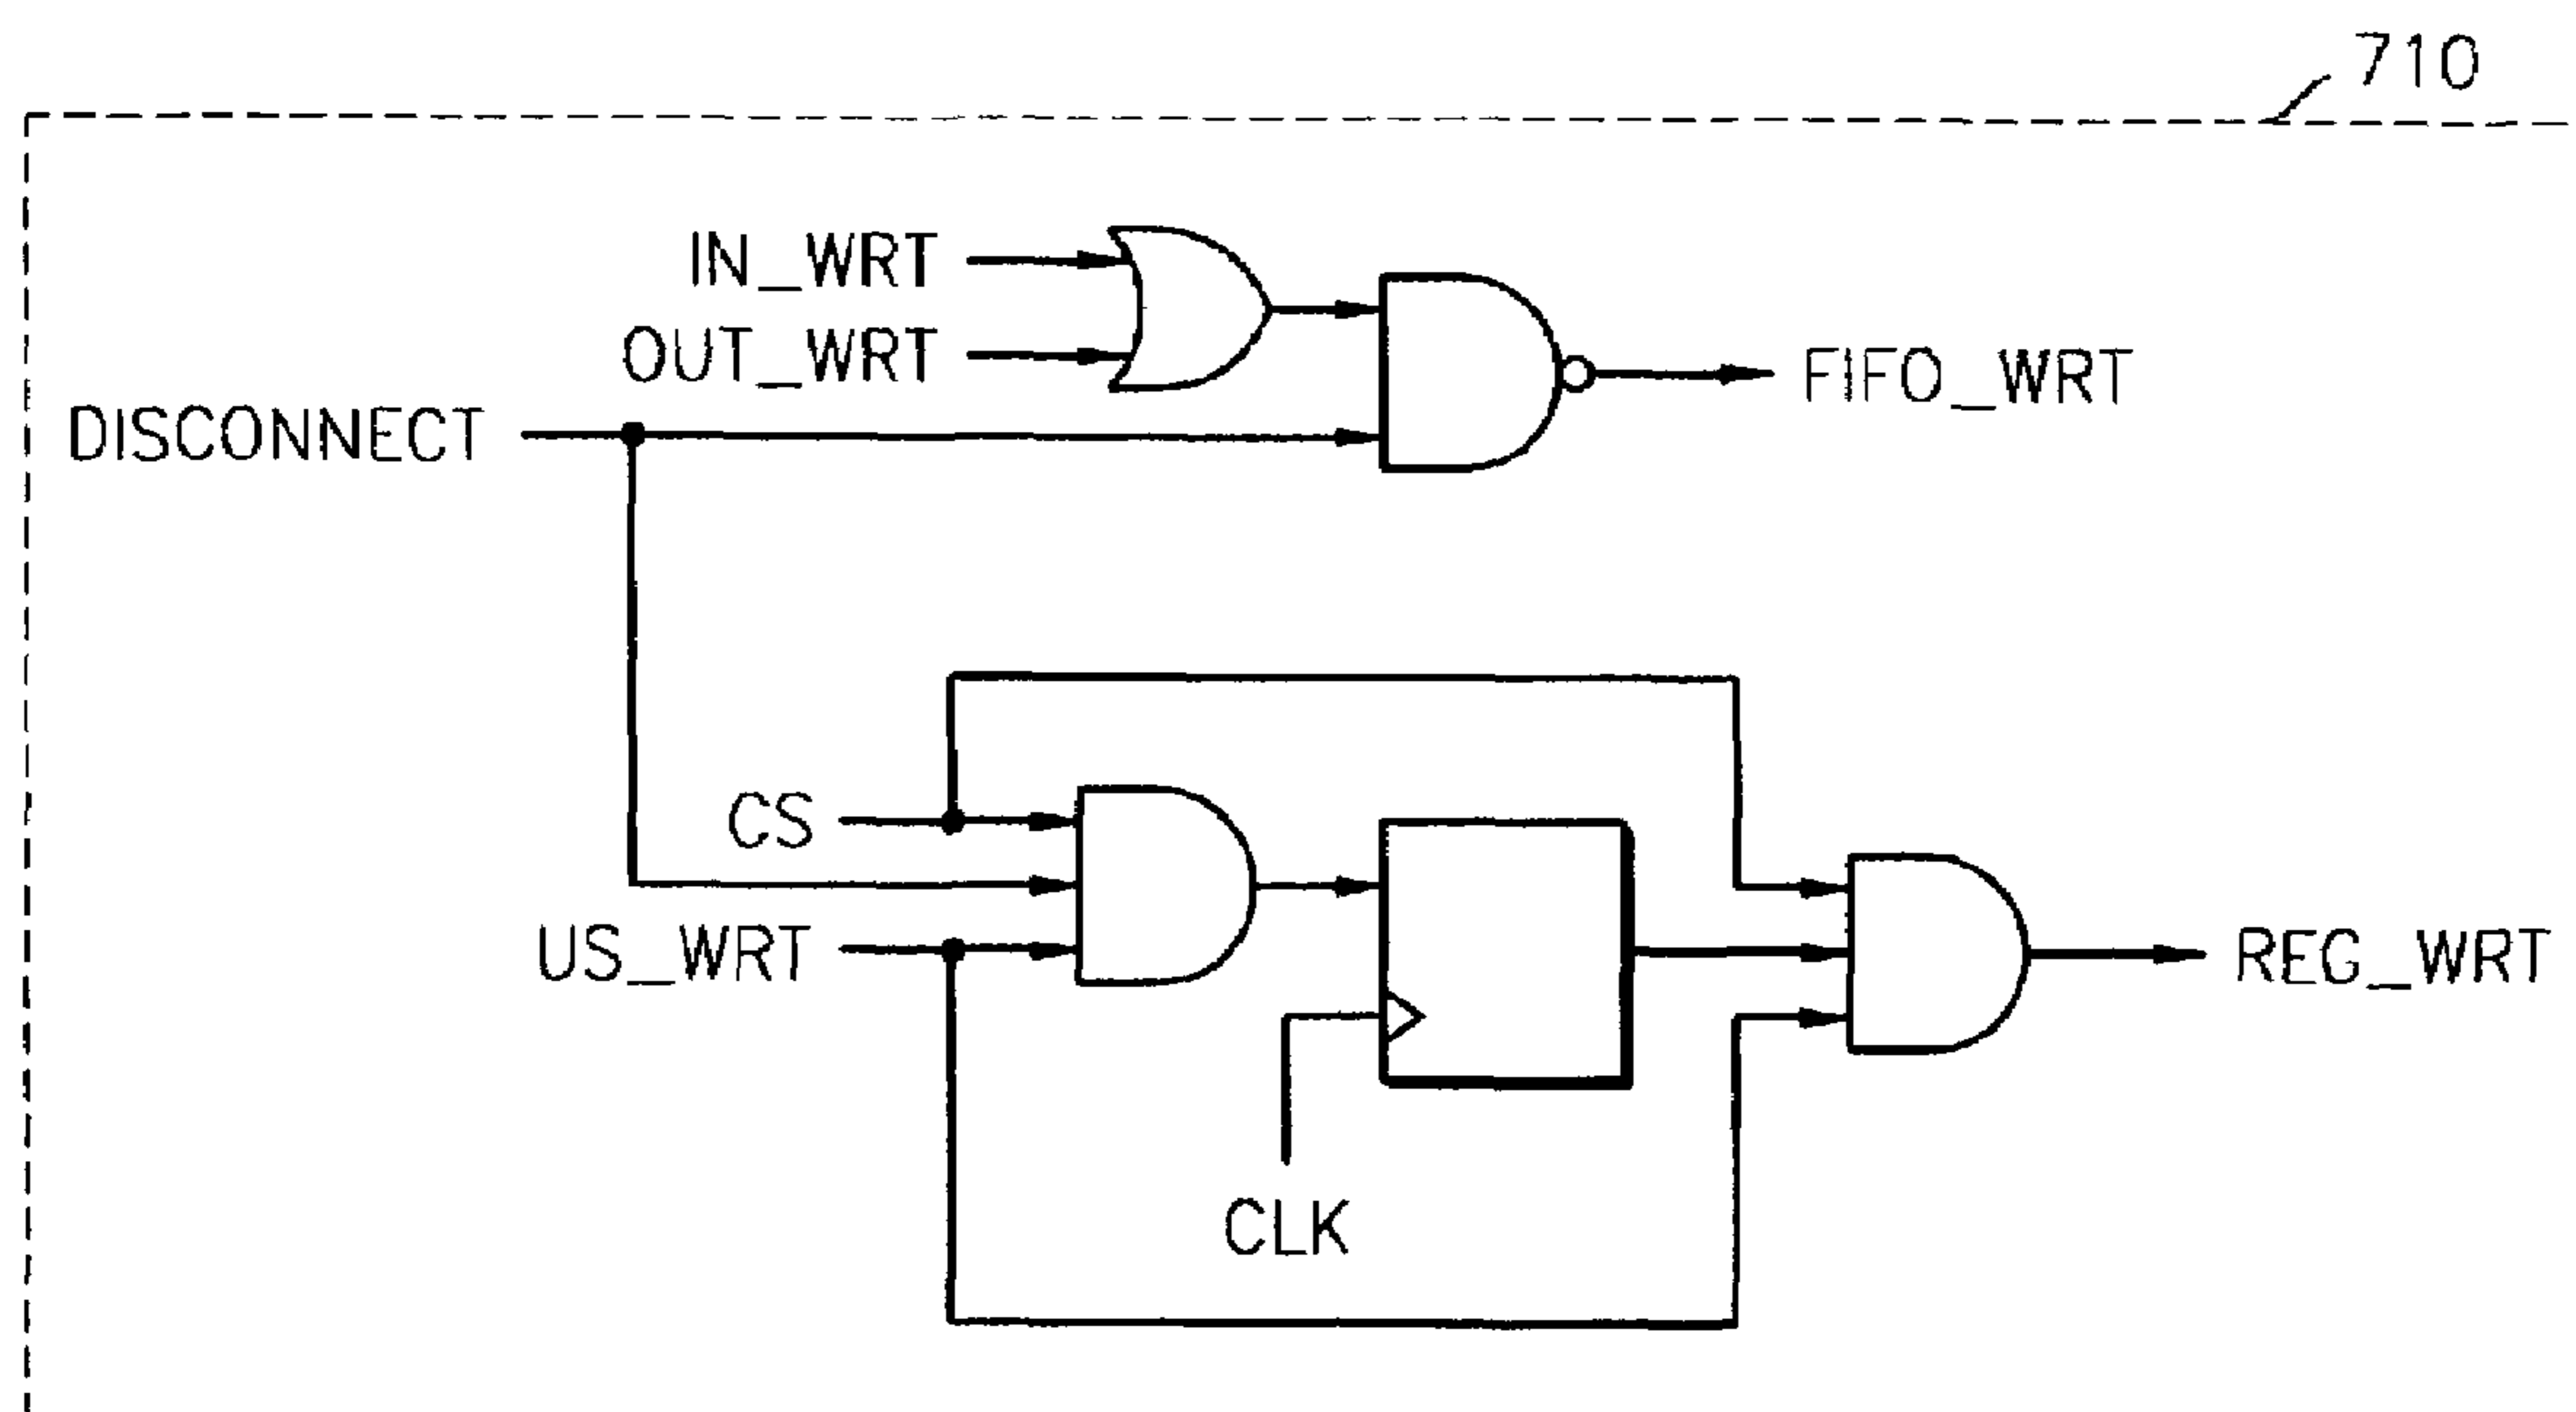 710
IN_WRT
OUT_WRT
FIFO_WRT
DISCONNECT
CS
US_WRT
REG_WRT
CLK